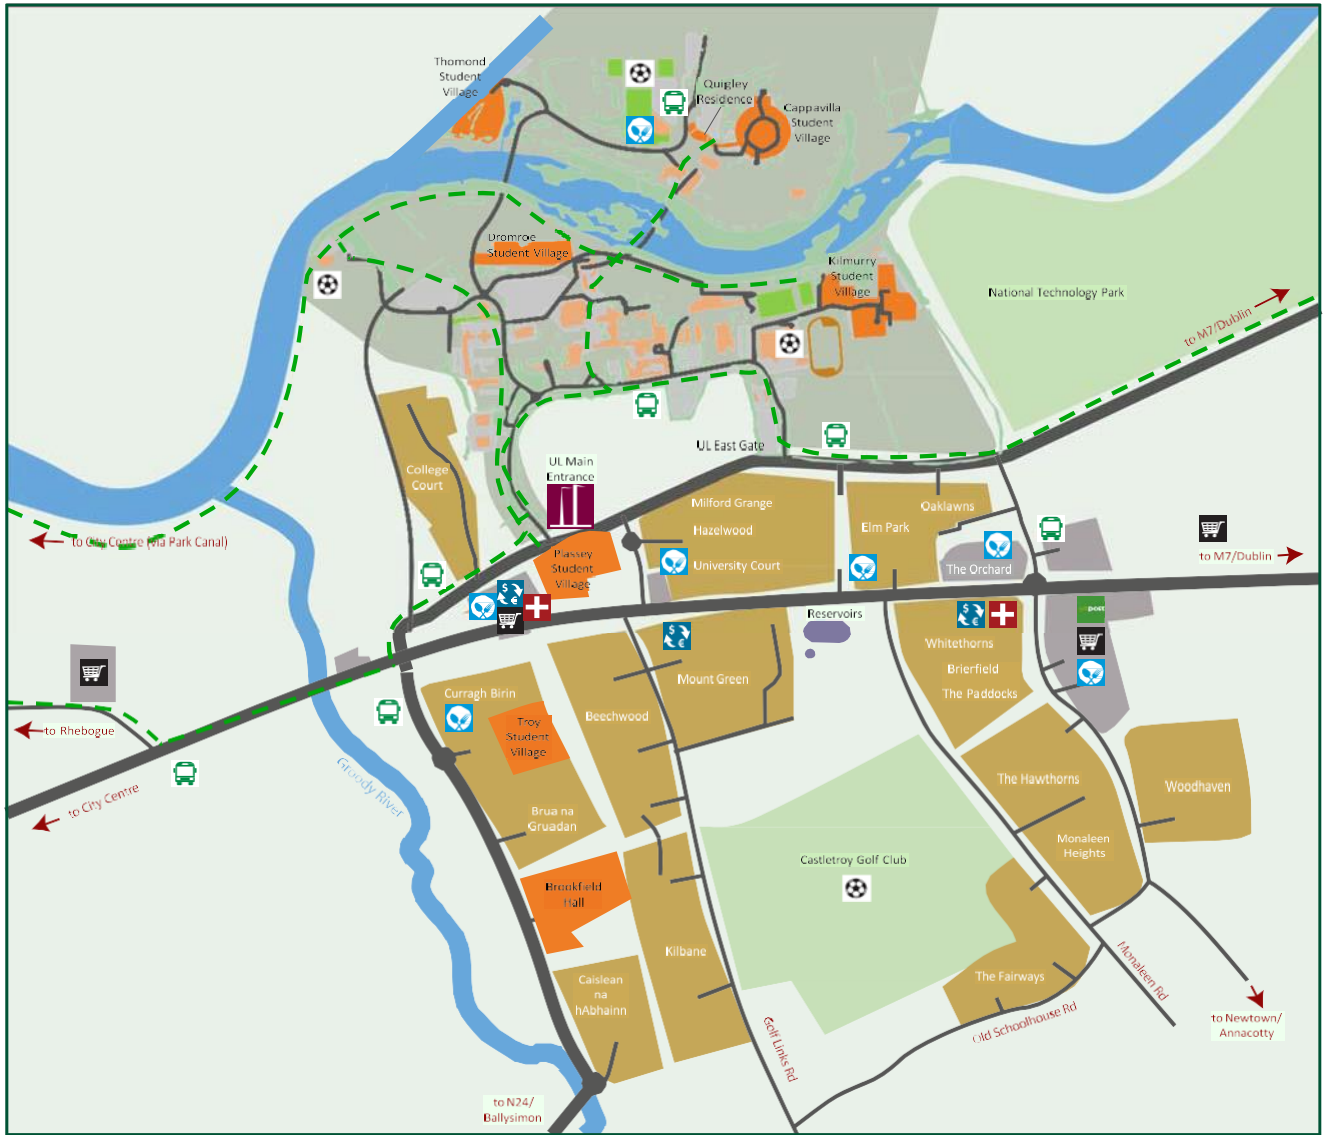 Thomond
Student
Village
Quigley
Residence
Cappavilla
Student
Village
Dromroe
Student Village
Kilmurry
Student
Village
National Technology Park
to M7/Dublin
College
Court
UL Main
Entrance
UL East Gate
Milford Grange
Hazelwood
University Court
Elm Park
Oaklawns
The Orchard
to City Centre (via Park Canal)
Plassey
Student
Village
$
€
to M7/Dublin
Reservoirs
$
€
$
€
post
Whitethorns
Brierfield
The Paddocks
Mount Green
Curragh Birin
Troy
Student
Village
Beechwood
to Rhebogue
to City Centre
Groody River
Brua na
Gruadan
The Hawthorns
Woodhaven
Monaleen
Heights
Castletroy Golf Club
Brookfield
Hall
Kilbane
Caislean
na
hAbhainn
The Fairways
Monaleen Rd
Old Schoolhouse Rd
Golf Links Rd
to Newtown/
Annacotty
to N24/
Ballysimon